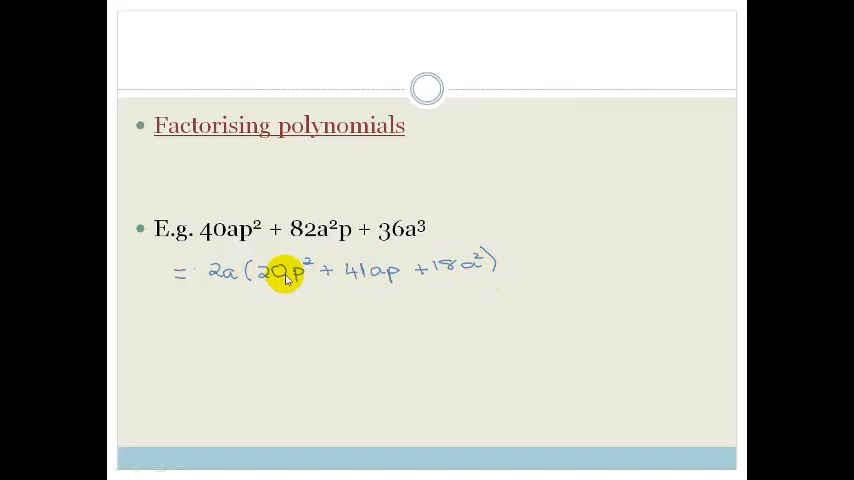 Factorising polynomials
E.g. 40ap² + 82a²p + 36a³
= 2a(20p² + 41ap + 18a²)